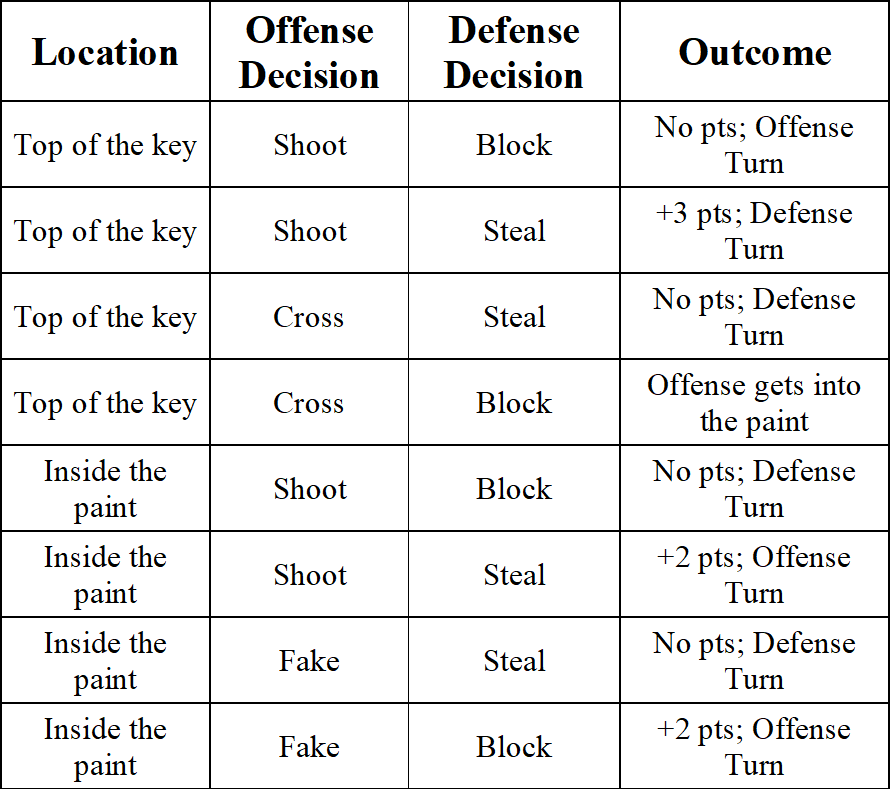 Location
Offense
Decision
Defense
Decision
Outcome
Top of the key
Shoot
Block
No pts; Offense
Turn
Top of the key
Shoot
Steal
+3 pts; Defense
Turn
Top of the key
Cross
Steal
No pts; Defense
Turn
Top of the key
Cross
Block
Offense gets into
the paint
Inside the
paint
Shoot
Block
No pts; Defense
Turn
Inside the
paint
Shoot
Steal
+2 pts; Offense
Turn
Inside the
paint
Fake
Steal
No pts; Defense
Turn
Inside the
paint
Fake
Block
+2 pts; Offense
Turn